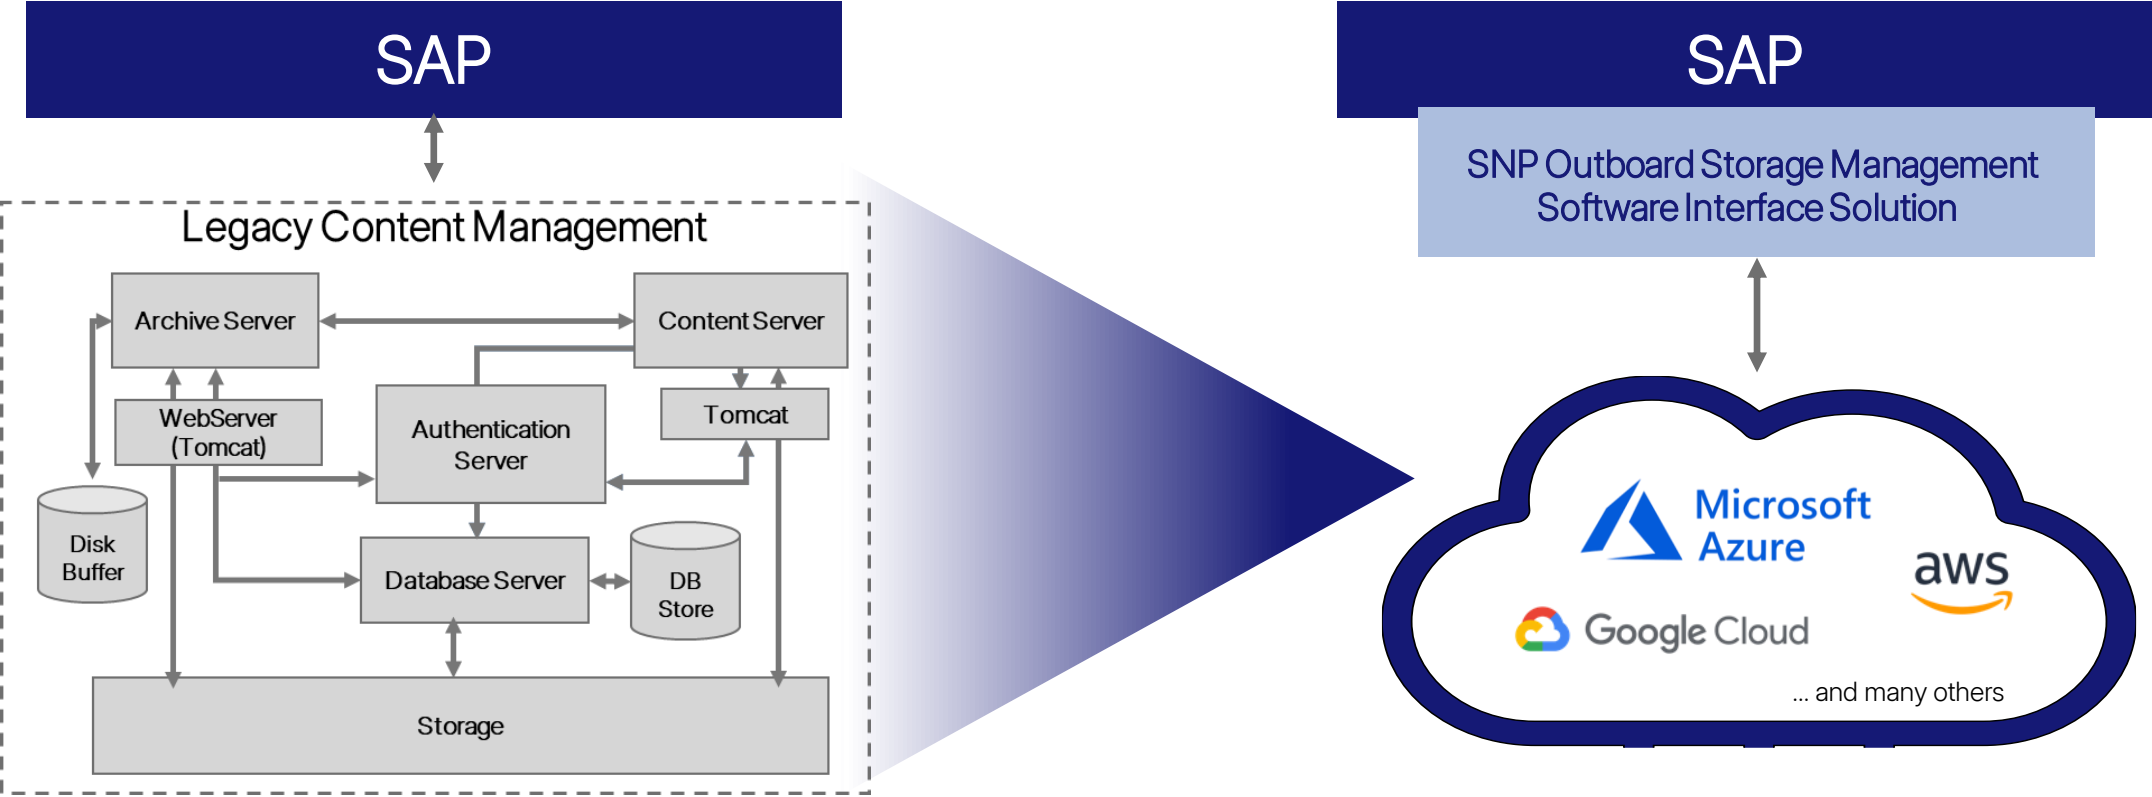 SAP
Legacy Content Management
Archive Server
Content Server
WebServer
(Tomcat)
Authentication
Server
Tomcat
Disk
Buffer
Database Server
DB
Store
Storage
SAP
SNP Outboard Storage Management
Software Interface Solution
Microsoft
Azure
aws
Google Cloud
... and many others